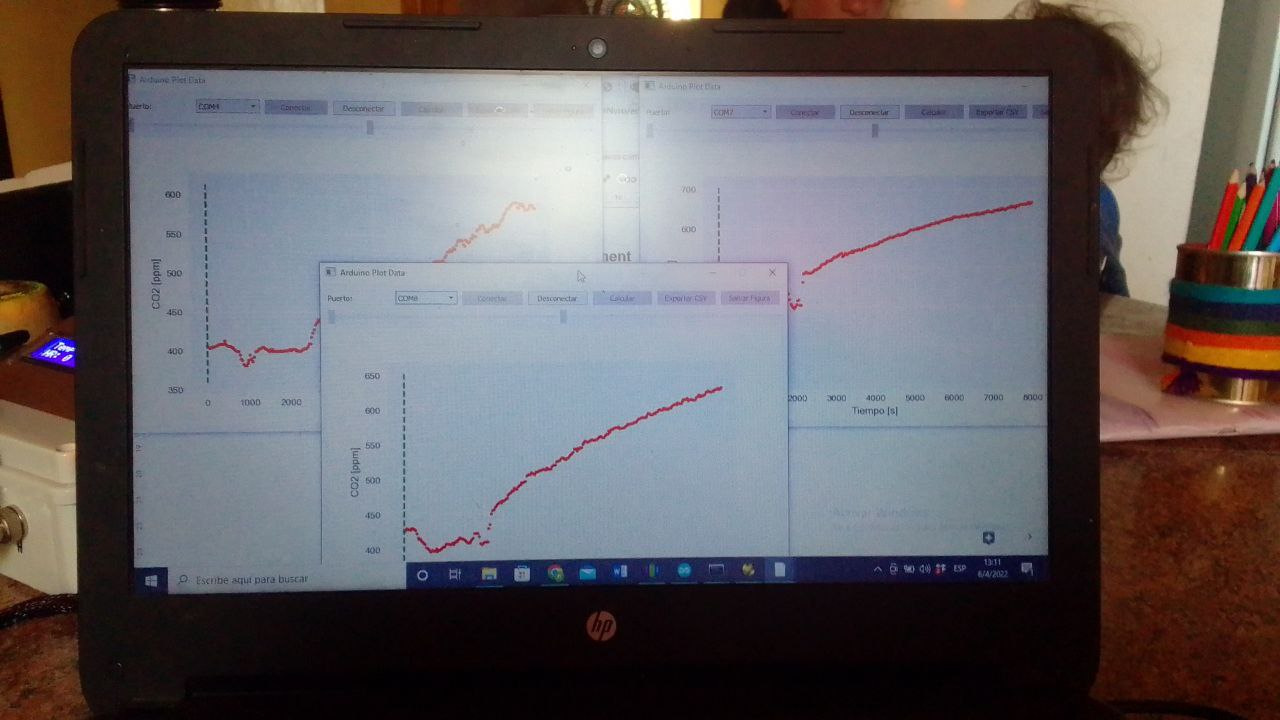 Arduino Plot Data
Puerto:
COM4
Conectar
Desconectar
Calcular
600
550
500
450
400
350
CO2 [ppm]
0
1000
2000
Arduino Plot Data
Puerto:
COM7
Conectar
Desconectar
Calcular
Exportar CSV
700
600
2000
3000
4000
5000
6000
7000
8000
Tiempo [s]
nent
Arduino Plot Data
Puerto:
COM8
Conectar
Desconectar
Calcular
Exportar CSV
Salvar Figura
650
600
550
500
450
400
CO2 [ppm]
Activar Windows
Escribe aquí para buscar
31
ESP
13:11
6/4/2022
hp